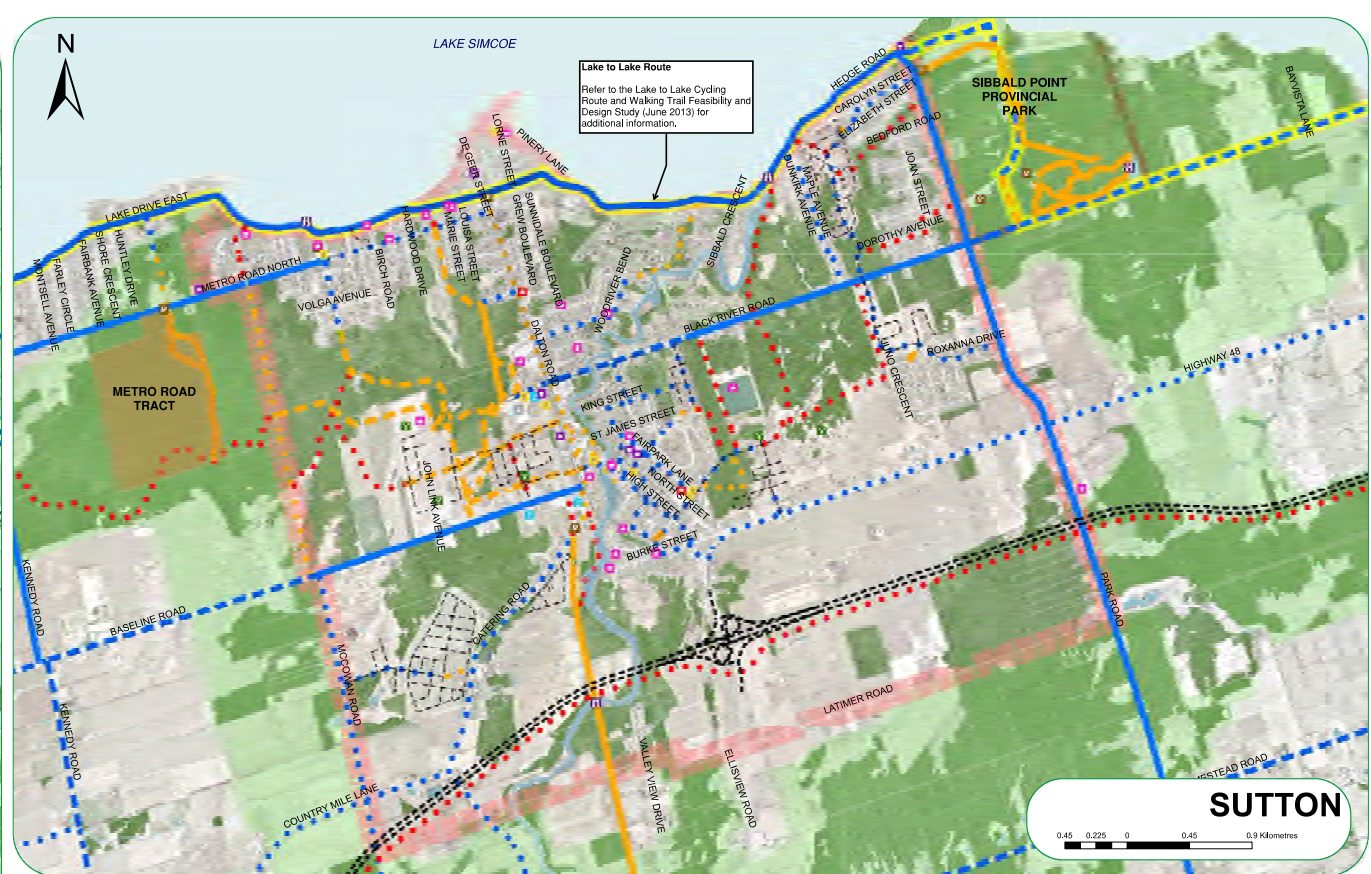 N
LAKE SIMCOE
Lake to Lake Route
Refer to the Lake to Lake Cycling
Route and Walking Trail Feasibility and
Design Study (June 2013) for
additional information.
HEDGE ROAD
CAROLYN STREET
ELIZABETH STREET
BEDFORD ROAD
SIBBALD POINT
PROVINCIAL
PARK
BAYVISTA LANE
LORNE STREET
PINERY LANE
DE GEER STREET
JOAN STREET
DUNKIRK AVENUE
MAPLE AVENUE
DOROTHY AVENUE
LAKE DRIVE EAST
SIBBALD CRESCENT
SUNNIDALE BOULEVARD
GREW BOULEVARD
LOUISA STREET
MARIE STREET
BIRCH ROAD
HUNTLEY DRIVE
SHORE CRESCENT
FAIRBANK AVENUE
FARLEY CIRCLE
MONTSELL AVENUE
METRO ROAD NORTH
VOLGA AVENUE
WOODRIVER BEND
BLACK RIVER ROAD
DALTON ROAD
ROXANNA DRIVE
JUNO CRESCENT
HIGHWAY 48
METRO ROAD
TRACT
KING STREET
ST JAMES STREET
FAIRPARK LANE
NORTH STREET
HIGH STREET
JOHN LINK AVENUE
BURKE STREET
KENNEDY ROAD
BASELINE ROAD
CATERING ROAD
PARK ROAD
MCCOWAN ROAD
KENNEDY ROAD
LATIMER ROAD
VALLEY VIEW DRIVE
ELLISVIEW ROAD
COUNTRY MILE LANE
ESTEAD ROAD
SUTTON
0.45 0.225 0 0.45 0.9 Kilometres